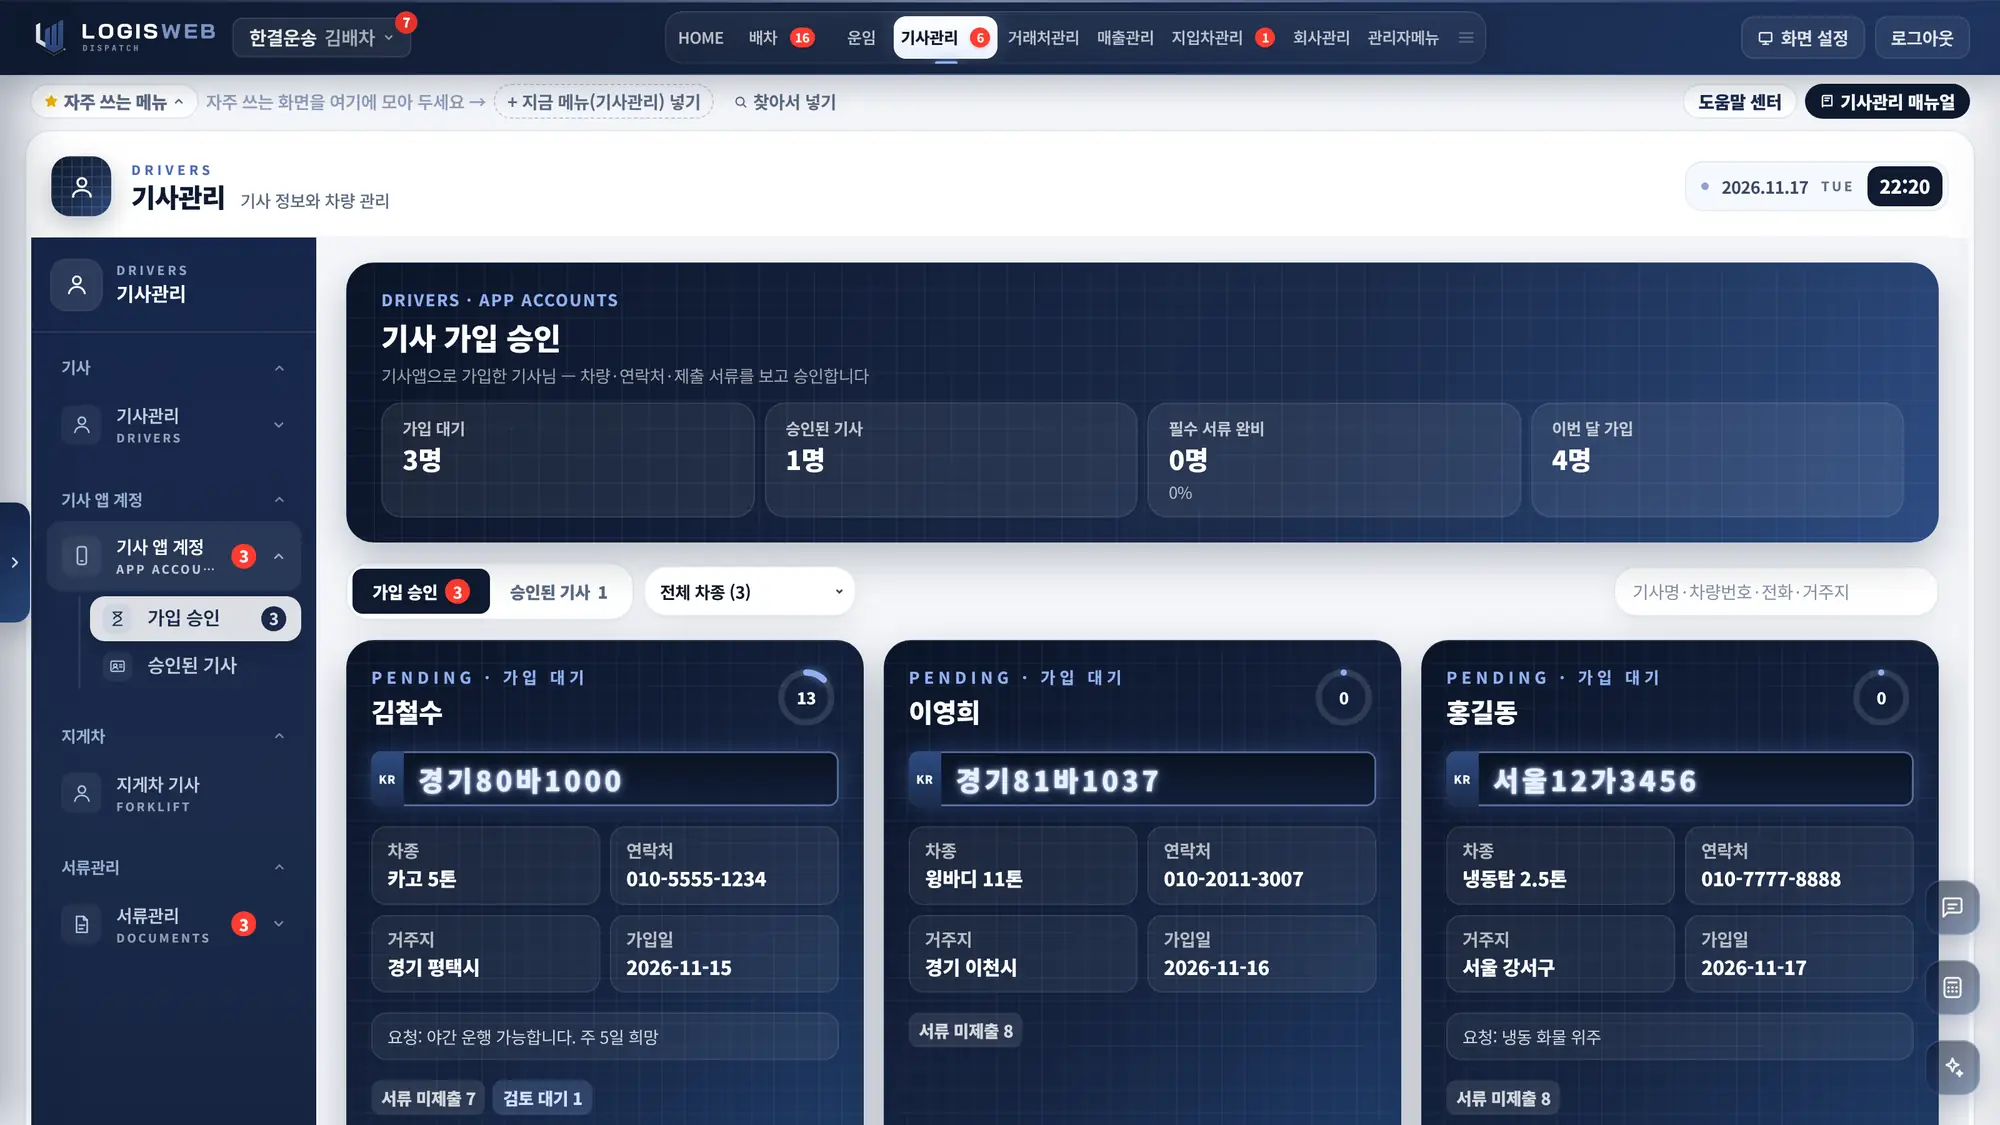 LOGISWEB
DISPATCH
한결운송 김배차
7
HOME
배차 16
운임
기사관리 6
거래처관리
매출관리
지입차관리 1
회사관리
관리자메뉴
화면 설정
로그아웃
자주 쓰는 메뉴
자주 쓰는 화면을 여기에 모아 두세요 →
+ 지금 메뉴(기사관리) 넣기
찾아서 넣기
도움말 센터
기사관리 매뉴얼
DRIVERS
기사관리 기사 정보와 차량 관리
2026.11.17 TUE 22:20
DRIVERS
기사관리
기사
기사관리
DRIVERS
기사 앱 계정
기사 앱 계정
APP ACCOU···
3
가입 승인 3
승인된 기사
지게차
지게차 기사
FORKLIFT
서류관리
서류관리
DOCUMENTS
3
DRIVERS · APP ACCOUNTS
기사 가입 승인
기사앱으로 가입한 기사님 — 차량·연락처·제출 서류를 보고 승인합니다
가입 대기
3명
승인된 기사
1명
필수 서류 완비
0명
0%
이번 달 가입
4명
가입 승인 3
승인된 기사 1
전체 차종 (3)
기사명·차량번호·전화·거주지
PENDING · 가입 대기
김철수
13
KR 경기80바1000
차종
카고 5톤
연락처
010-5555-1234
거주지
경기 평택시
가입일
2026-11-15
요청: 야간 운행 가능합니다. 주 5일 희망
서류 미제출 7
검토 대기 1
PENDING · 가입 대기
이영희
0
KR 경기81바1037
차종
윙바디 11톤
연락처
010-2011-3007
거주지
경기 이천시
가입일
2026-11-16
서류 미제출 8
PENDING · 가입 대기
홍길동
0
KR 서울12가3456
차종
냉동탑 2.5톤
연락처
010-7777-8888
거주지
서울 강서구
가입일
2026-11-17
요청: 냉동 화물 위주
서류 미제출 8